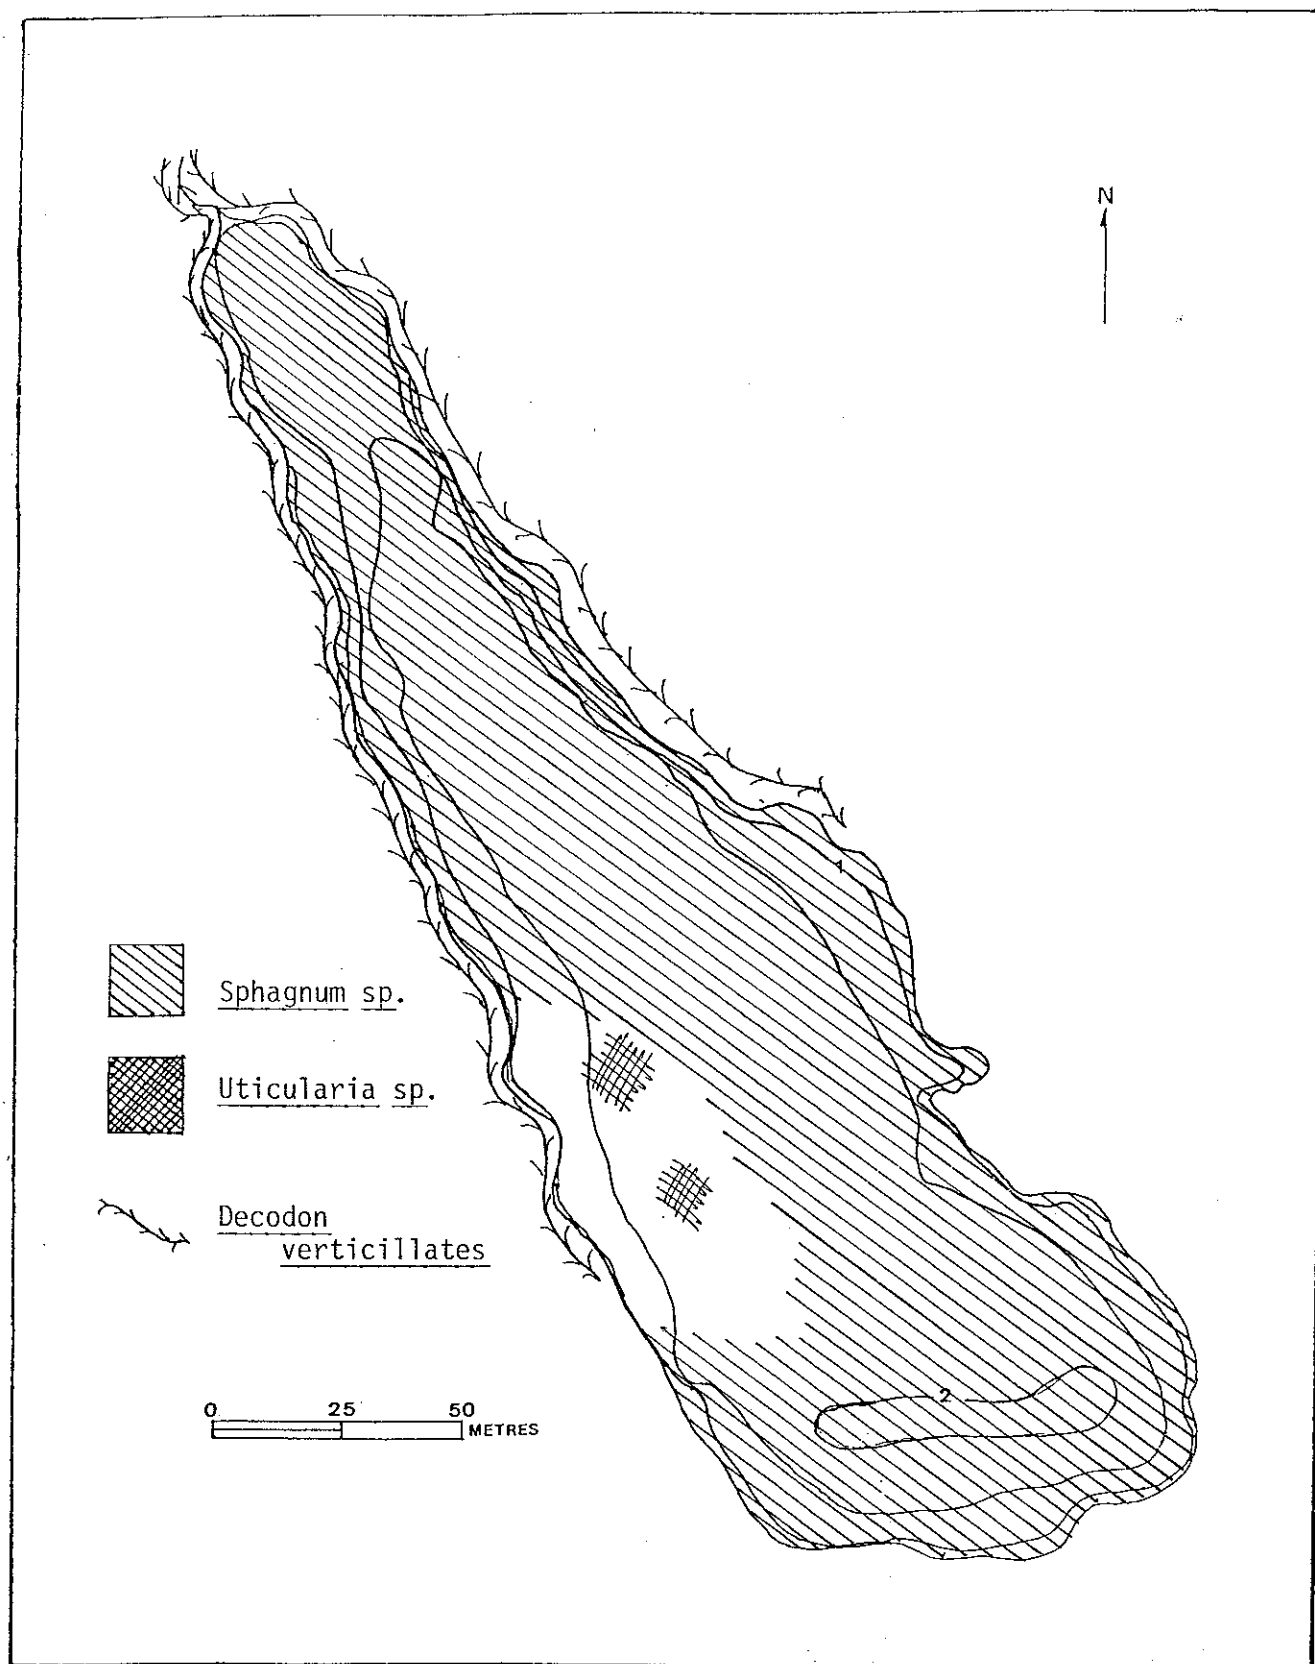 N
1
Sphagnum sp.
Uticularia sp.
Decodon
verticillates
2
0 25 50
METRES